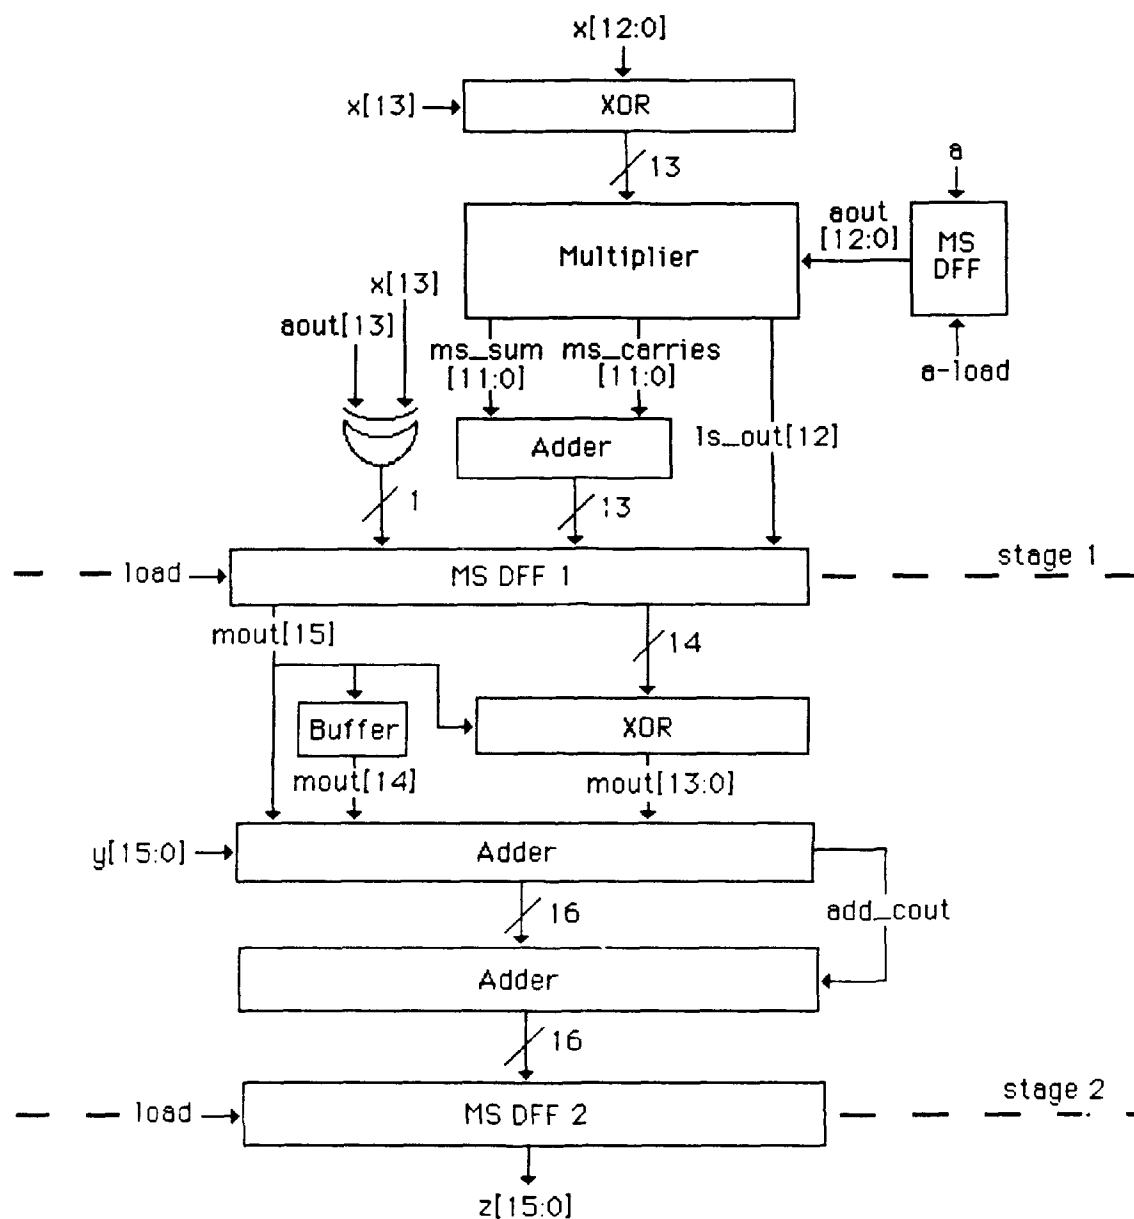 x[12:0]
x[13]
XOR
13
a
Multiplier
aout
[12:0]
MS
DFF
a-load
x[13]
aout[13]
ms_sum
[11:0]
ms_carries
[11:0]
ls_out[12]
Adder
1
13
load
MS DFF 1
stage 1
mout[15]
14
Buffer
XOR
mout[14]
mout[13:0]
y[15:0]
Adder
add_cout
16
Adder
16
load
MS DFF 2
stage 2
z[15:0]